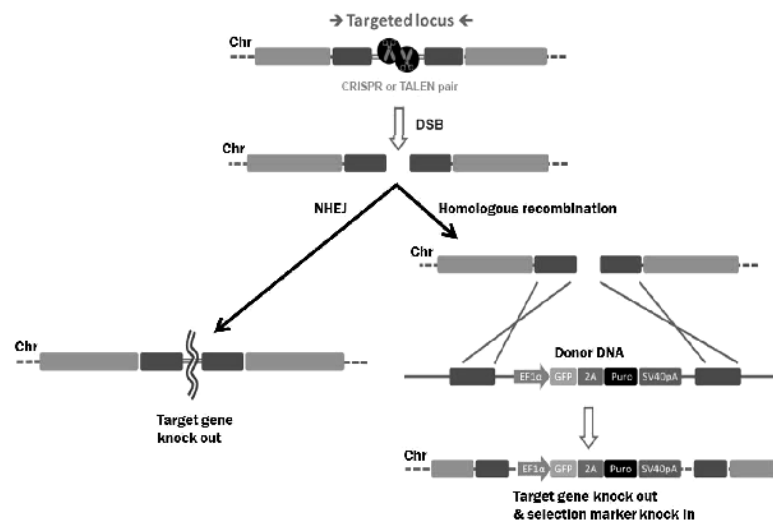 Targeted locus
Chr
CRISPR or TALEN pair
DSB
Chr
NHEJ
Homologous recombination
Chr
Chr
Target gene
knock out
Donor DNA
EF1α GFP 2A Puro SV40pA
Chr
EF1α GFP 2A Puro SV40pA
Target gene knock out
& selection marker knock in